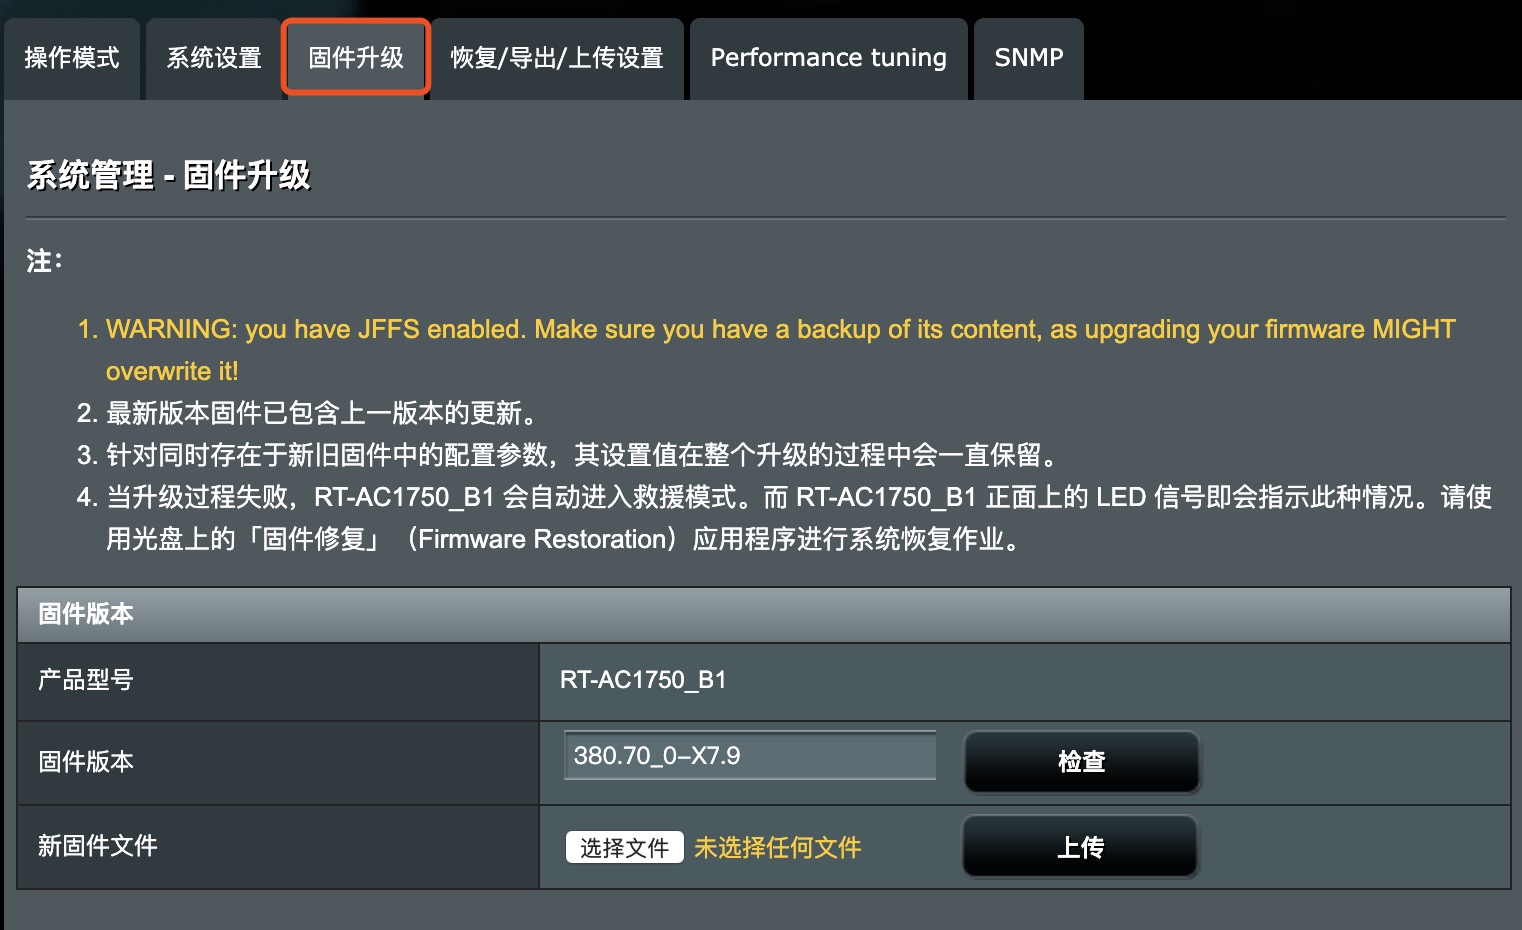 操作模式
系统设置
固件升级
恢复/导出/上传设置
Performance tuning
SNMP
系统管理 - 固件升级
注：
1. WARNING: you have JFFS enabled. Make sure you have a backup of its content, as upgrading your firmware MIGHT
overwrite it!
2. 最新版本固件已包含上一版本的更新。
3. 针对同时存在于新旧固件中的配置参数，其设置值在整个升级的过程中会一直保留。
4. 当升级过程失败，RT-AC1750_B1 会自动进入救援模式。而 RT-AC1750_B1 正面上的 LED 信号即会指示此种情况。请使
用光盘上的「固件修复」（Firmware Restoration）应用程序进行系统恢复作业。
固件版本
产品型号
RT-AC1750_B1
固件版本
380.70_0-X7.9
检查
新固件文件
选择文件 未选择任何文件
上传